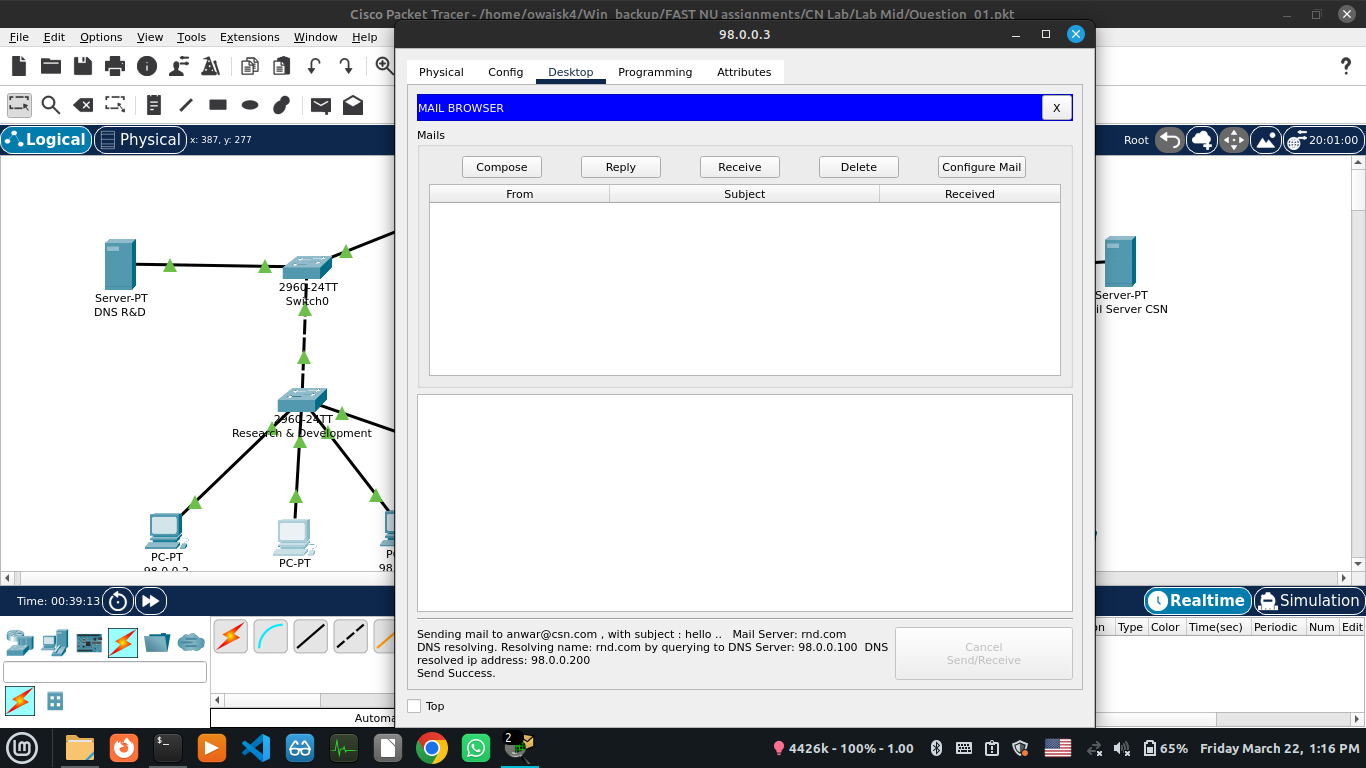 Cisco Packet Tracer - /home/owaisk4/Win_backup/FAST NU assignments/CN Lab/Lab Mid/Question_01.pkt
File Edit Options View Tools Extensions Window Help
98.0.0.3
Physical Config Desktop Programming Attributes
MAIL BROWSER X
Mails
Compose Reply Receive Delete Configure Mail
From Subject Received
?
Logical Physical x: 387, y: 277
Root 20:01:00
Server-PT
DNS R&D
2960-24TT
Switch0
2960-24TT
Research & Development
PC-PT
98.0.0.2
PC-PT
98
Server-PT
il Server CSN
Time: 00:39:13
Realtime Simulation
Type Color Time(sec) Periodic Num Edit
Sending mail to anwar@csn.com , with subject : hello .. Mail Server: rnd.com
DNS resolving. Resolving name: rnd.com by querying to DNS Server: 98.0.0.100 DNS
resolved ip address: 98.0.0.200
Send Success.
Cancel
Send/Receive
Top
Automa
2
4426k - 100% - 1.00
65% Friday March 22, 1:16 PM